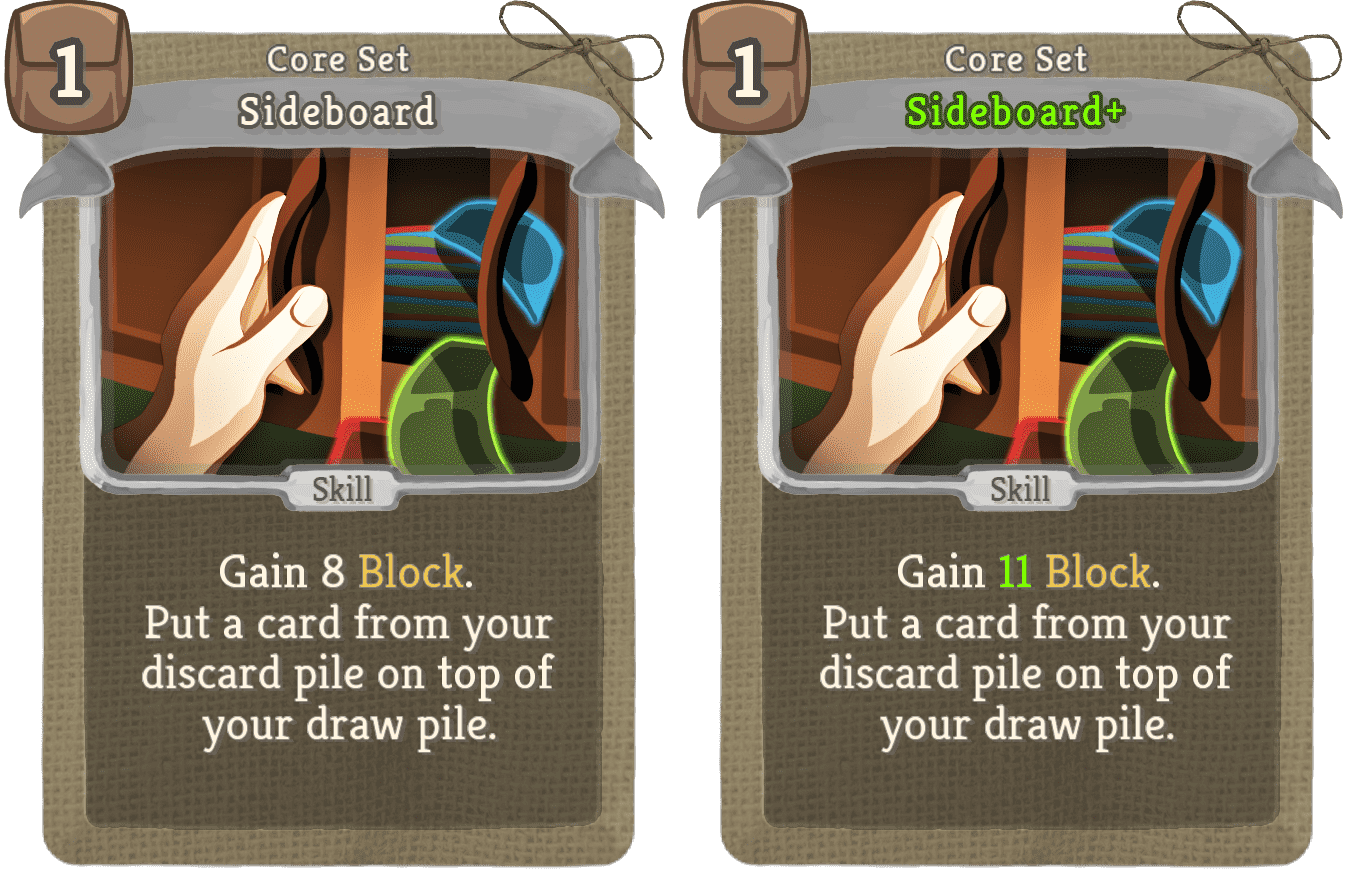 1
Core Set
Sideboard
Skill
Gain 8 Block.
Put a card from your
discard pile on top of
your draw pile.
1
Core Set
Sideboard+
Skill
Gain 11 Block.
Put a card from your
discard pile on top of
your draw pile.